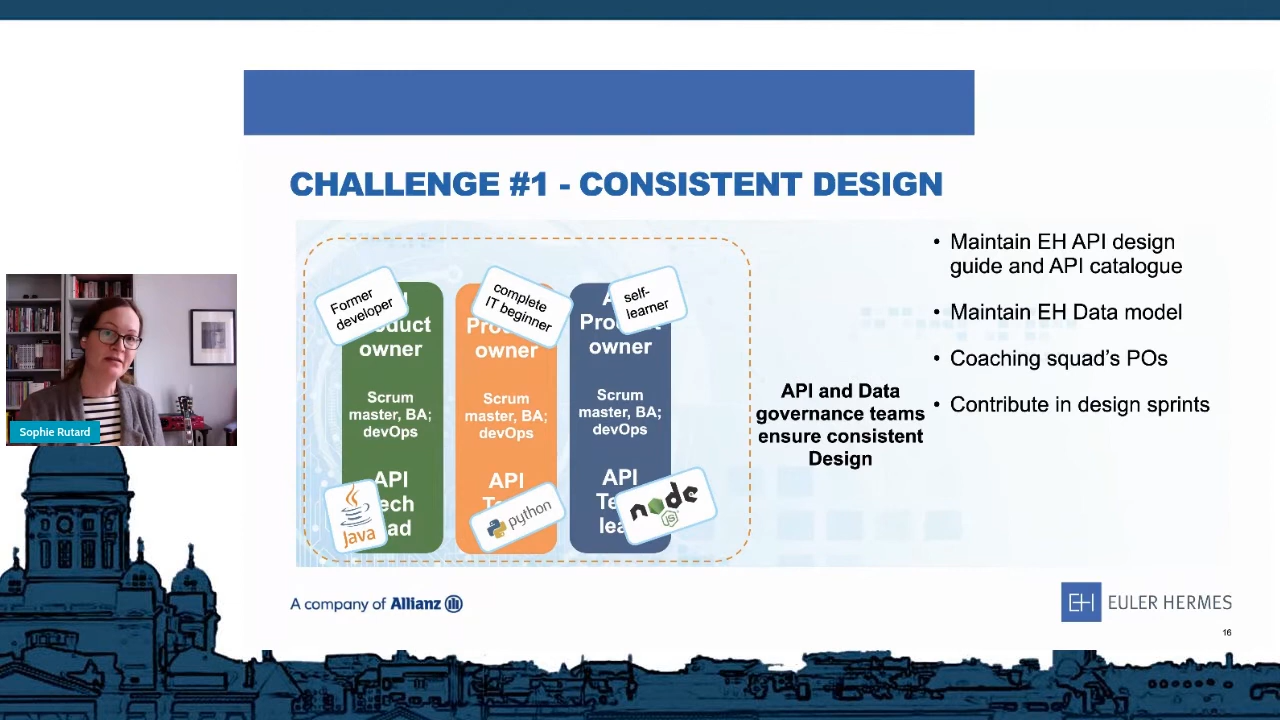 CHALLENGE #1 - CONSISTENT DESIGN
Former
developer
owner
Scrum
master, BA;
devOps
API
Java
complete
IT beginner
owner
Scrum
master, BA;
devOps
API
python
self-
learner
owner
Scrum
master, BA;
devOps
API
node
JS
API and Data
governance teams
ensure consistent
Design
• Maintain EH API design
guide and API catalogue
• Maintain EH Data model
• Coaching squad's POs
• Contribute in design sprints
Sophie Rutard
A company of Allianz
EH EULER HERMES
16